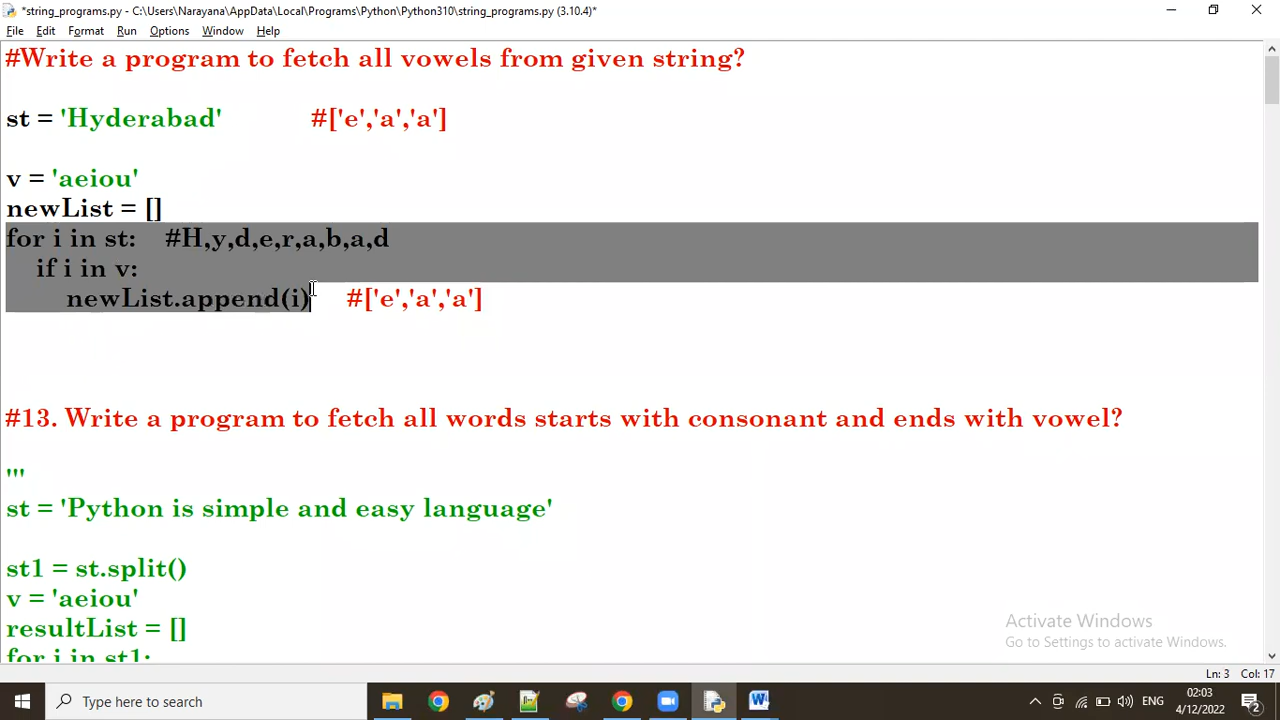 *string_programs.py - C:\Users\Narayana\AppData\Local\Programs\Python\Python310\string_programs.py (3.10.4)*
File Edit Format Run Options Window Help
#Write a program to fetch all vowels from given string?
st = 'Hyderabad' #['e','a','a']
v = 'aeiou'
newList = []
for i in st: #H,y,d,e,r,a,b,a,d
if i in v:
newList.append(i) #['e','a','a']
#13. Write a program to fetch all words starts with consonant and ends with vowel?
'''
st = 'Python is simple and easy language'
st1 = st.split()
v = 'aeiou'
resultList = []
for i in st1:
Activate Windows
Go to Settings to activate Windows.
Ln: 3 Col: 17
Type here to search
ENG
02:03
4/12/2022
2